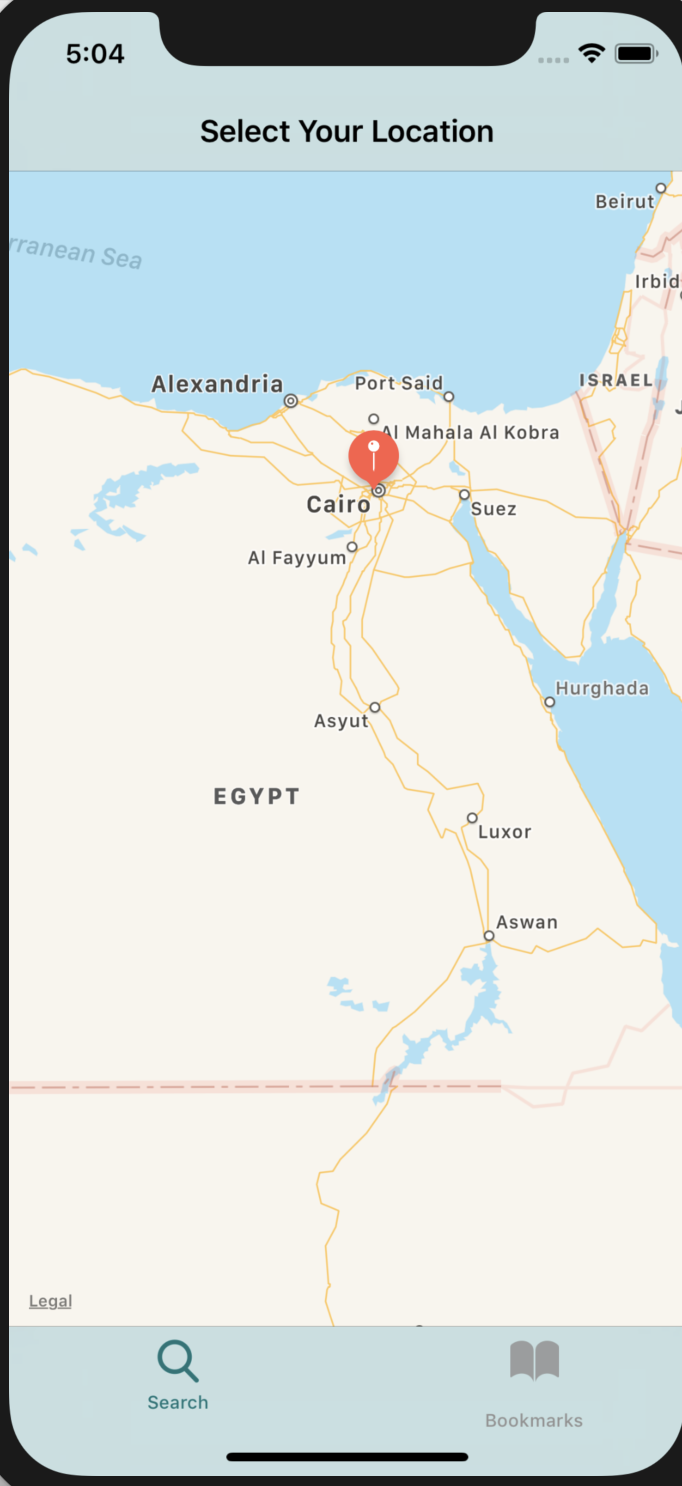 5:04
Select Your Location
Beirut
rranean Sea
Irbid
ISRAEL
J
Alexandria
Port Said
Al Mahala Al Kobra
Cairo
Suez
Al Fayyum
Hurghada
Asyut
EGYPT
Luxor
Aswan
Legal
Search
Bookmarks